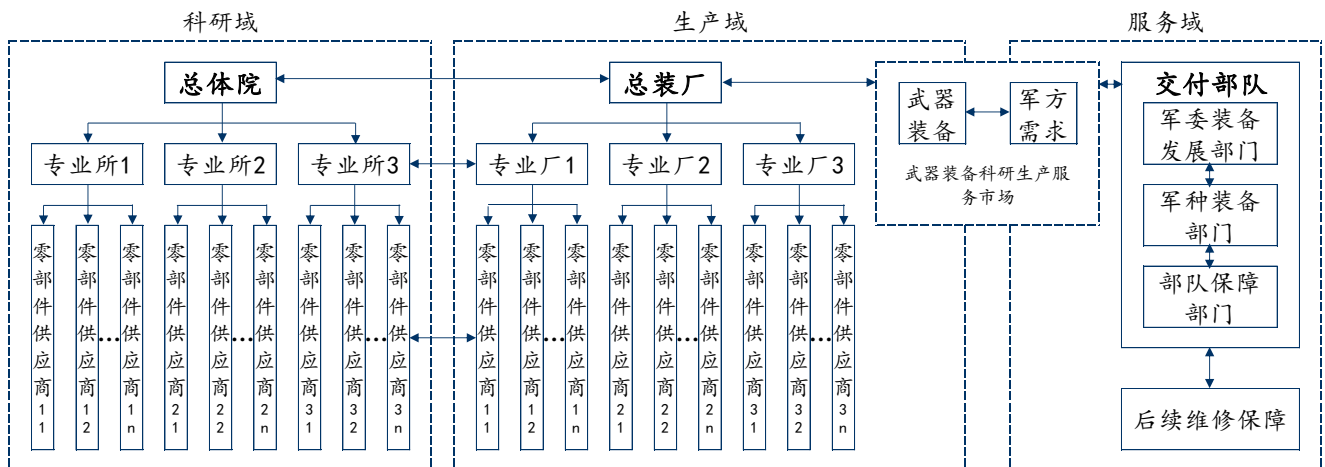 科研域
生产域
服务域
总体院
总装厂
武器
装备
军方
需求
武器装备科研生产服
务市场
交付部队
军委装备
发展部门
军种装备
部门
部队保障
部门
后续维修保障
专业所1
专业所2
专业所3
专业厂1
专业厂2
专业厂3
零部件供应商11
零部件供应商12
...
零部件供应商1n
零部件供应商21
零部件供应商22
...
零部件供应商2n
零部件供应商31
零部件供应商32
...
零部件供应商3n
零部件供应商11
零部件供应商12
...
零部件供应商1n
零部件供应商21
零部件供应商22
...
零部件供应商2n
零部件供应商31
零部件供应商32
...
零部件供应商3n